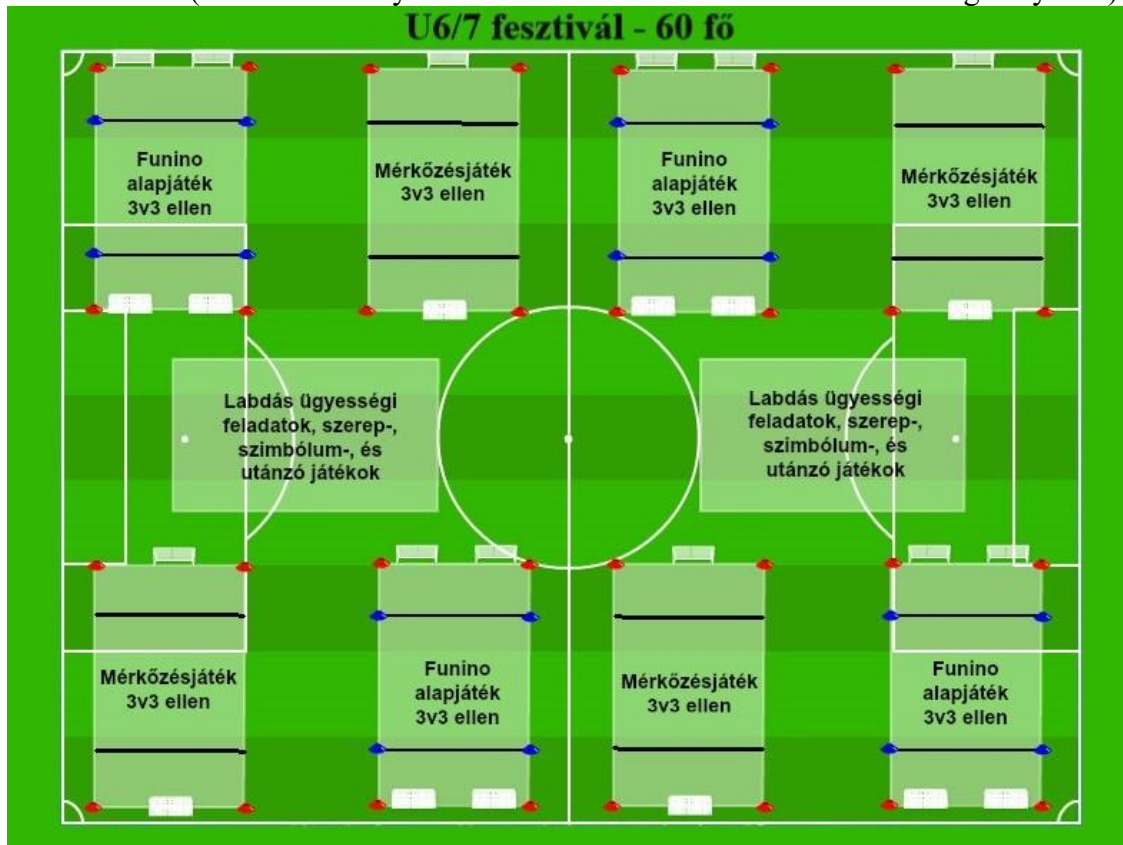 U6/7 fesztivál - 60 fő
Funino
alapjáték
3v3 ellen
Mérkőzésjáték
3v3 ellen
Funino
alapjáték
3v3 ellen
Mérkőzésjáték
3v3 ellen
Labdás ügyességi
feladatok, szerep-,
szimbólum-, és
utánzó játékok
Labdás ügyességi
feladatok, szerep-,
szimbólum-, és
utánzó játékok
Mérkőzésjáték
3v3 ellen
Funino
alapjáték
3v3 ellen
Mérkőzésjáték
3v3 ellen
Funino
alapjáték
3v3 ellen